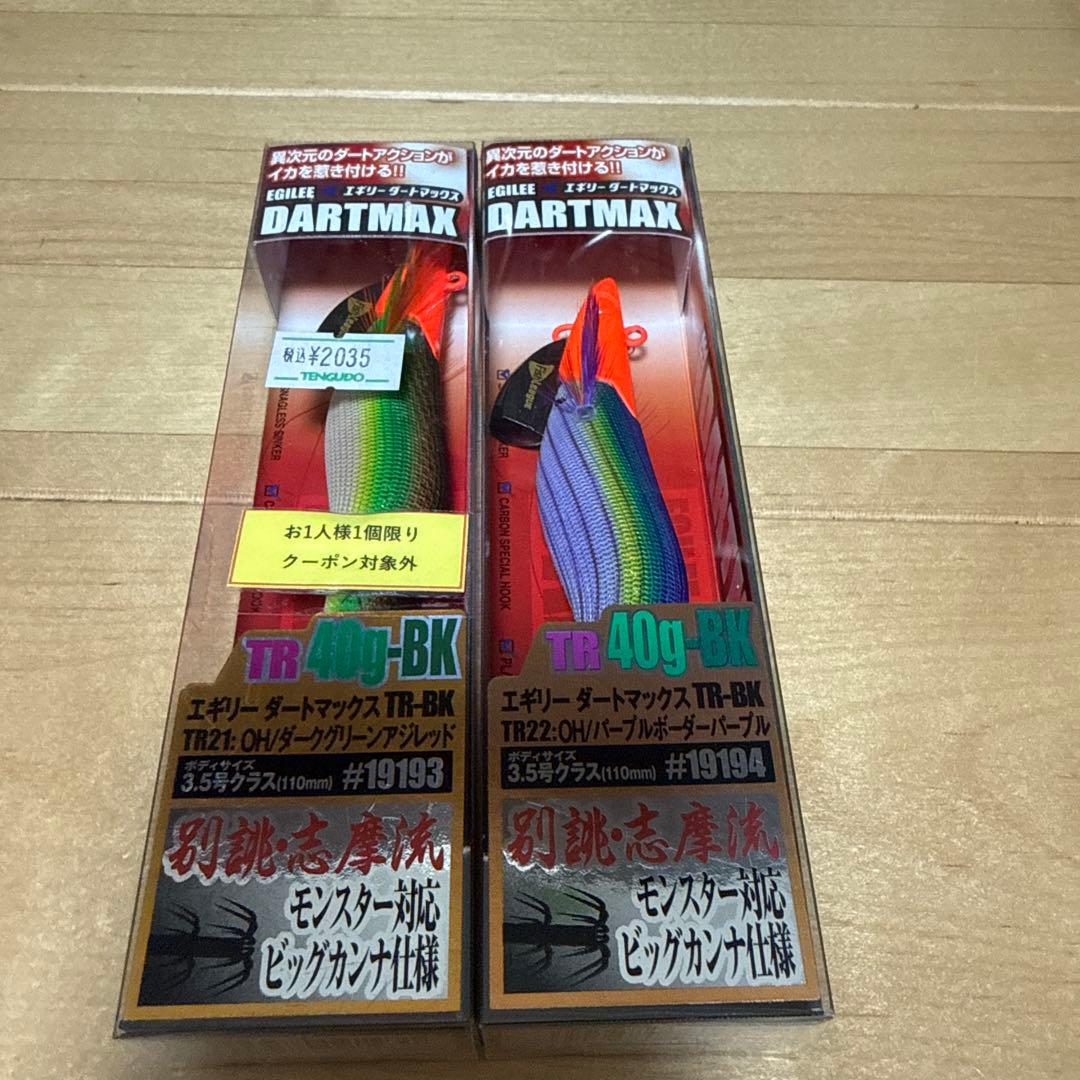 異次元のダートアクションが
イカを惹き付ける!!
EGILEE エギリーダートマックス
DARTMAX
税込¥2035
TENGUDO
SNAGLESS SINKER
お1人様1個限り
クーポン対象外
TR 40g-BK
エギリー ダートマックス TR-BK
TR21:OH/ダークグリーンアジレッド
ボディサイズ
3.5号クラス(110mm) #19193
別誂・志摩流
モンスター対応
ビッグカンナ仕様
異次元のダートアクションが
イカを惹き付ける!!
EGILEE エギリーダートマックス
DARTMAX
Fish League
CARBON SPECIAL HOOK
TR 40g-BK
エギリー ダートマックス TR-BK
TR22:OH/パープルボーダーパープル
ボディサイズ
3.5号クラス(110mm) #19194
別誂・志摩流
モンスター対応
ビッグカンナ仕様